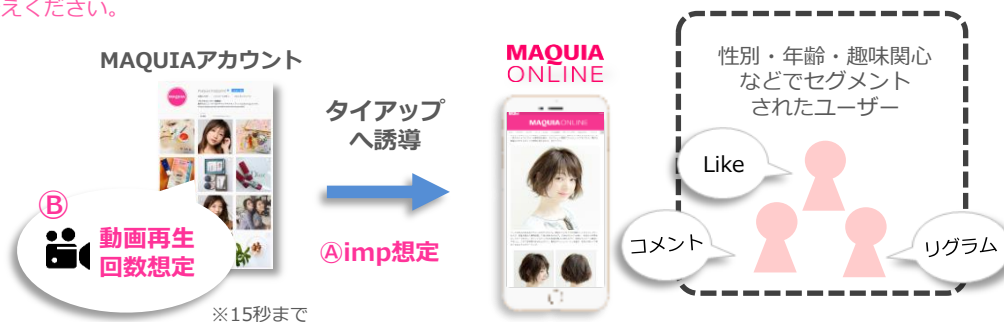 えください。
MAQUIAアカウント
maquia
タイアップ
へ誘導
Ⓑ
動画再生
回数想定
Ⓐimp想定
※15秒まで
MAQUIA
ONLINE
MAQUIA ONLINE
性別・年齢・趣味関心
などでセグメント
されたユーザー
Like
コメント
リグラム